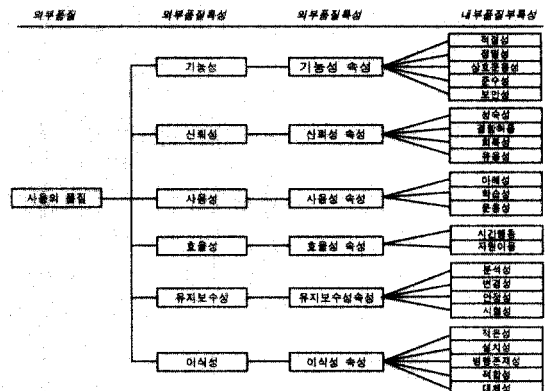 외부품질 외부품질특성 외부품질특성 내부품질부특성
적절성
정밀성
기능성 기능성 속성 상호운용성
준수성
보안성
성숙성
신뢰성 신뢰성 속성 결함허용
회복성
유용성
이해성
사용의 품질 사용성 사용성 속성 학습성
운용성
효율성 효율성 속성 시간활용
자원이용
분석성
유지보수성 유지보수성속성 변경성
안정성
시험성
적응성
설치성
이식성 이식성 속성 병행존재성
적합성
대체성